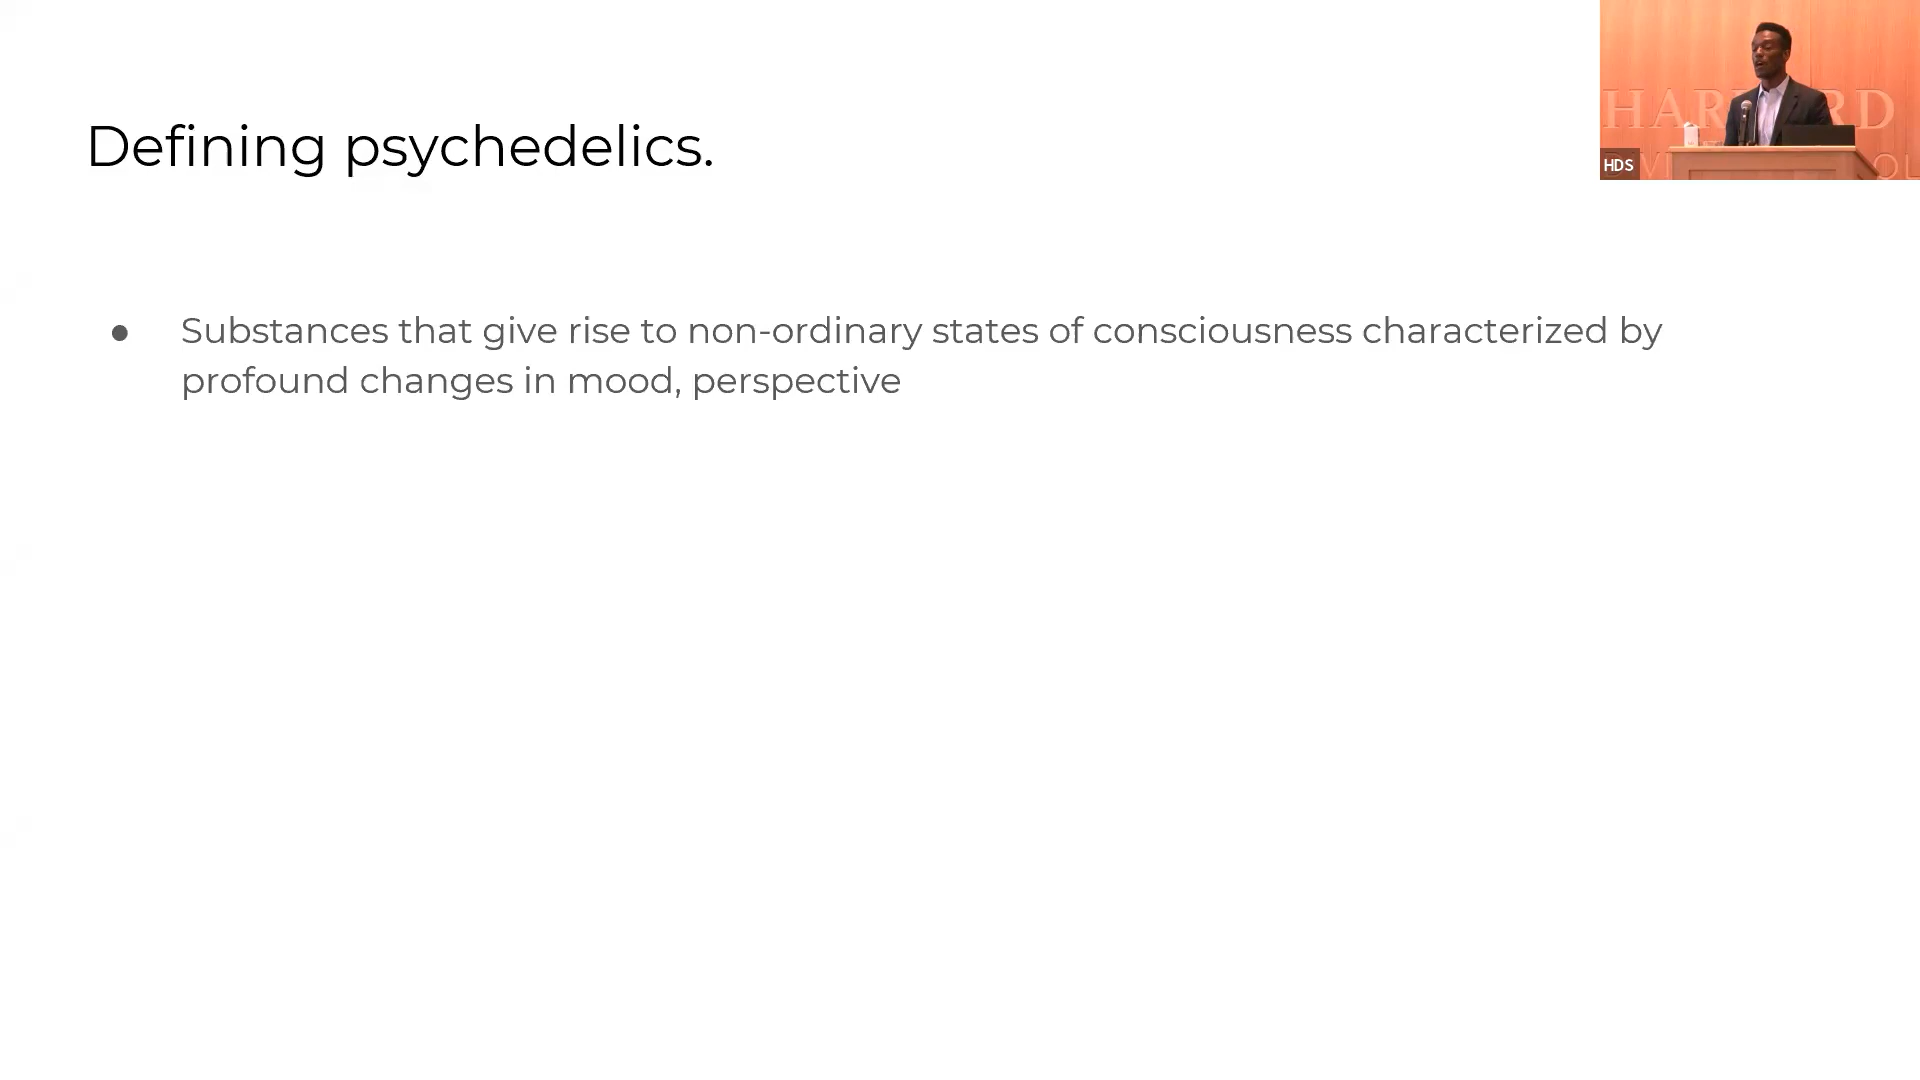 Defining psychedelics.
● Substances that give rise to non-ordinary states of consciousness characterized by
profound changes in mood, perspective
HDS